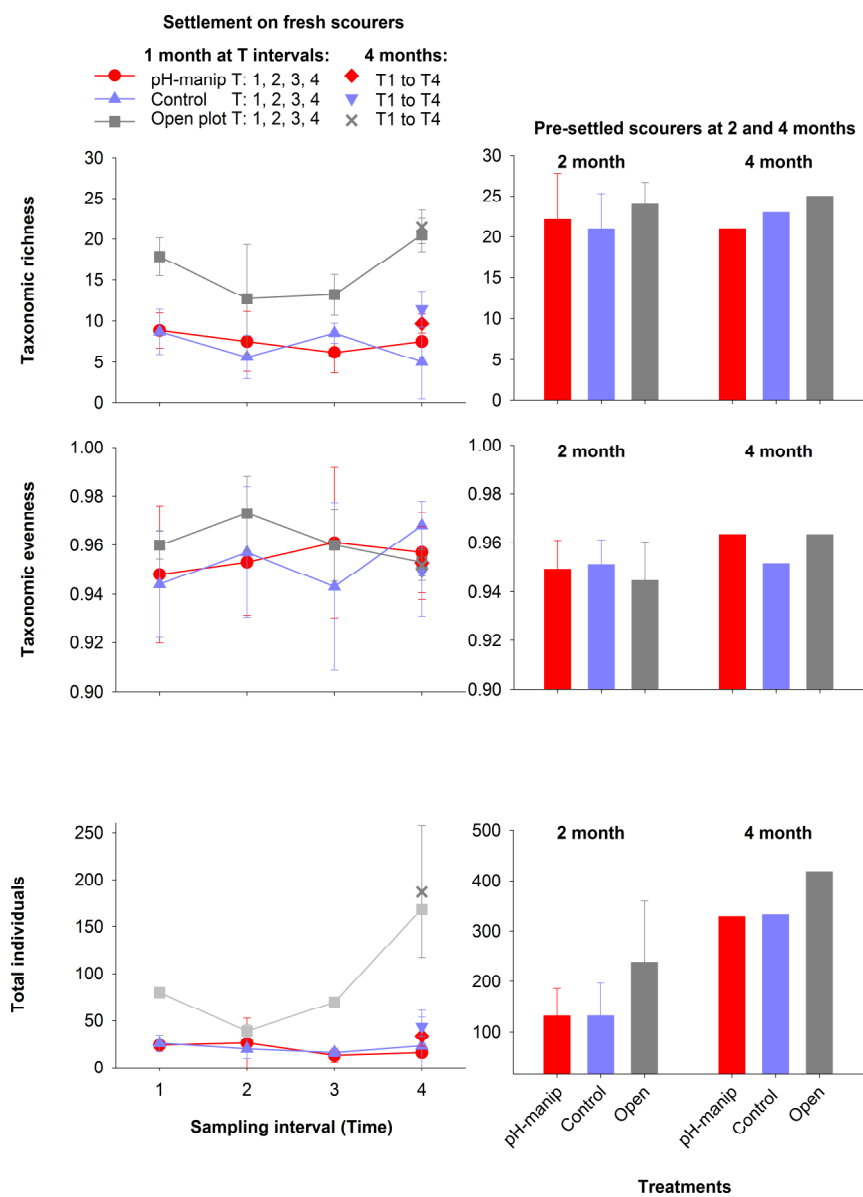 Settlement on fresh scourers
1 month at T intervals: 4 months:
pH-manip T: 1, 2, 3, 4 T1 to T4
Control T: 1, 2, 3, 4 T1 to T4
Open plot T: 1, 2, 3, 4 T1 to T4
Taxonomic richness
30
25
20
15
10
5
0
Pre-settled scourers at 2 and 4 months
2 month 4 month
30
25
20
15
10
5
0
Taxonomic evenness
1.00
0.98
0.96
0.94
0.92
0.90
2 month 4 month
1.00
0.98
0.96
0.94
0.92
0.90
Total individuals
250
200
150
100
50
0
1 2 3 4
Sampling interval (Time)
2 month 4 month
500
400
300
200
100
pH-manip Control Open pH-manip Control Open
Treatments